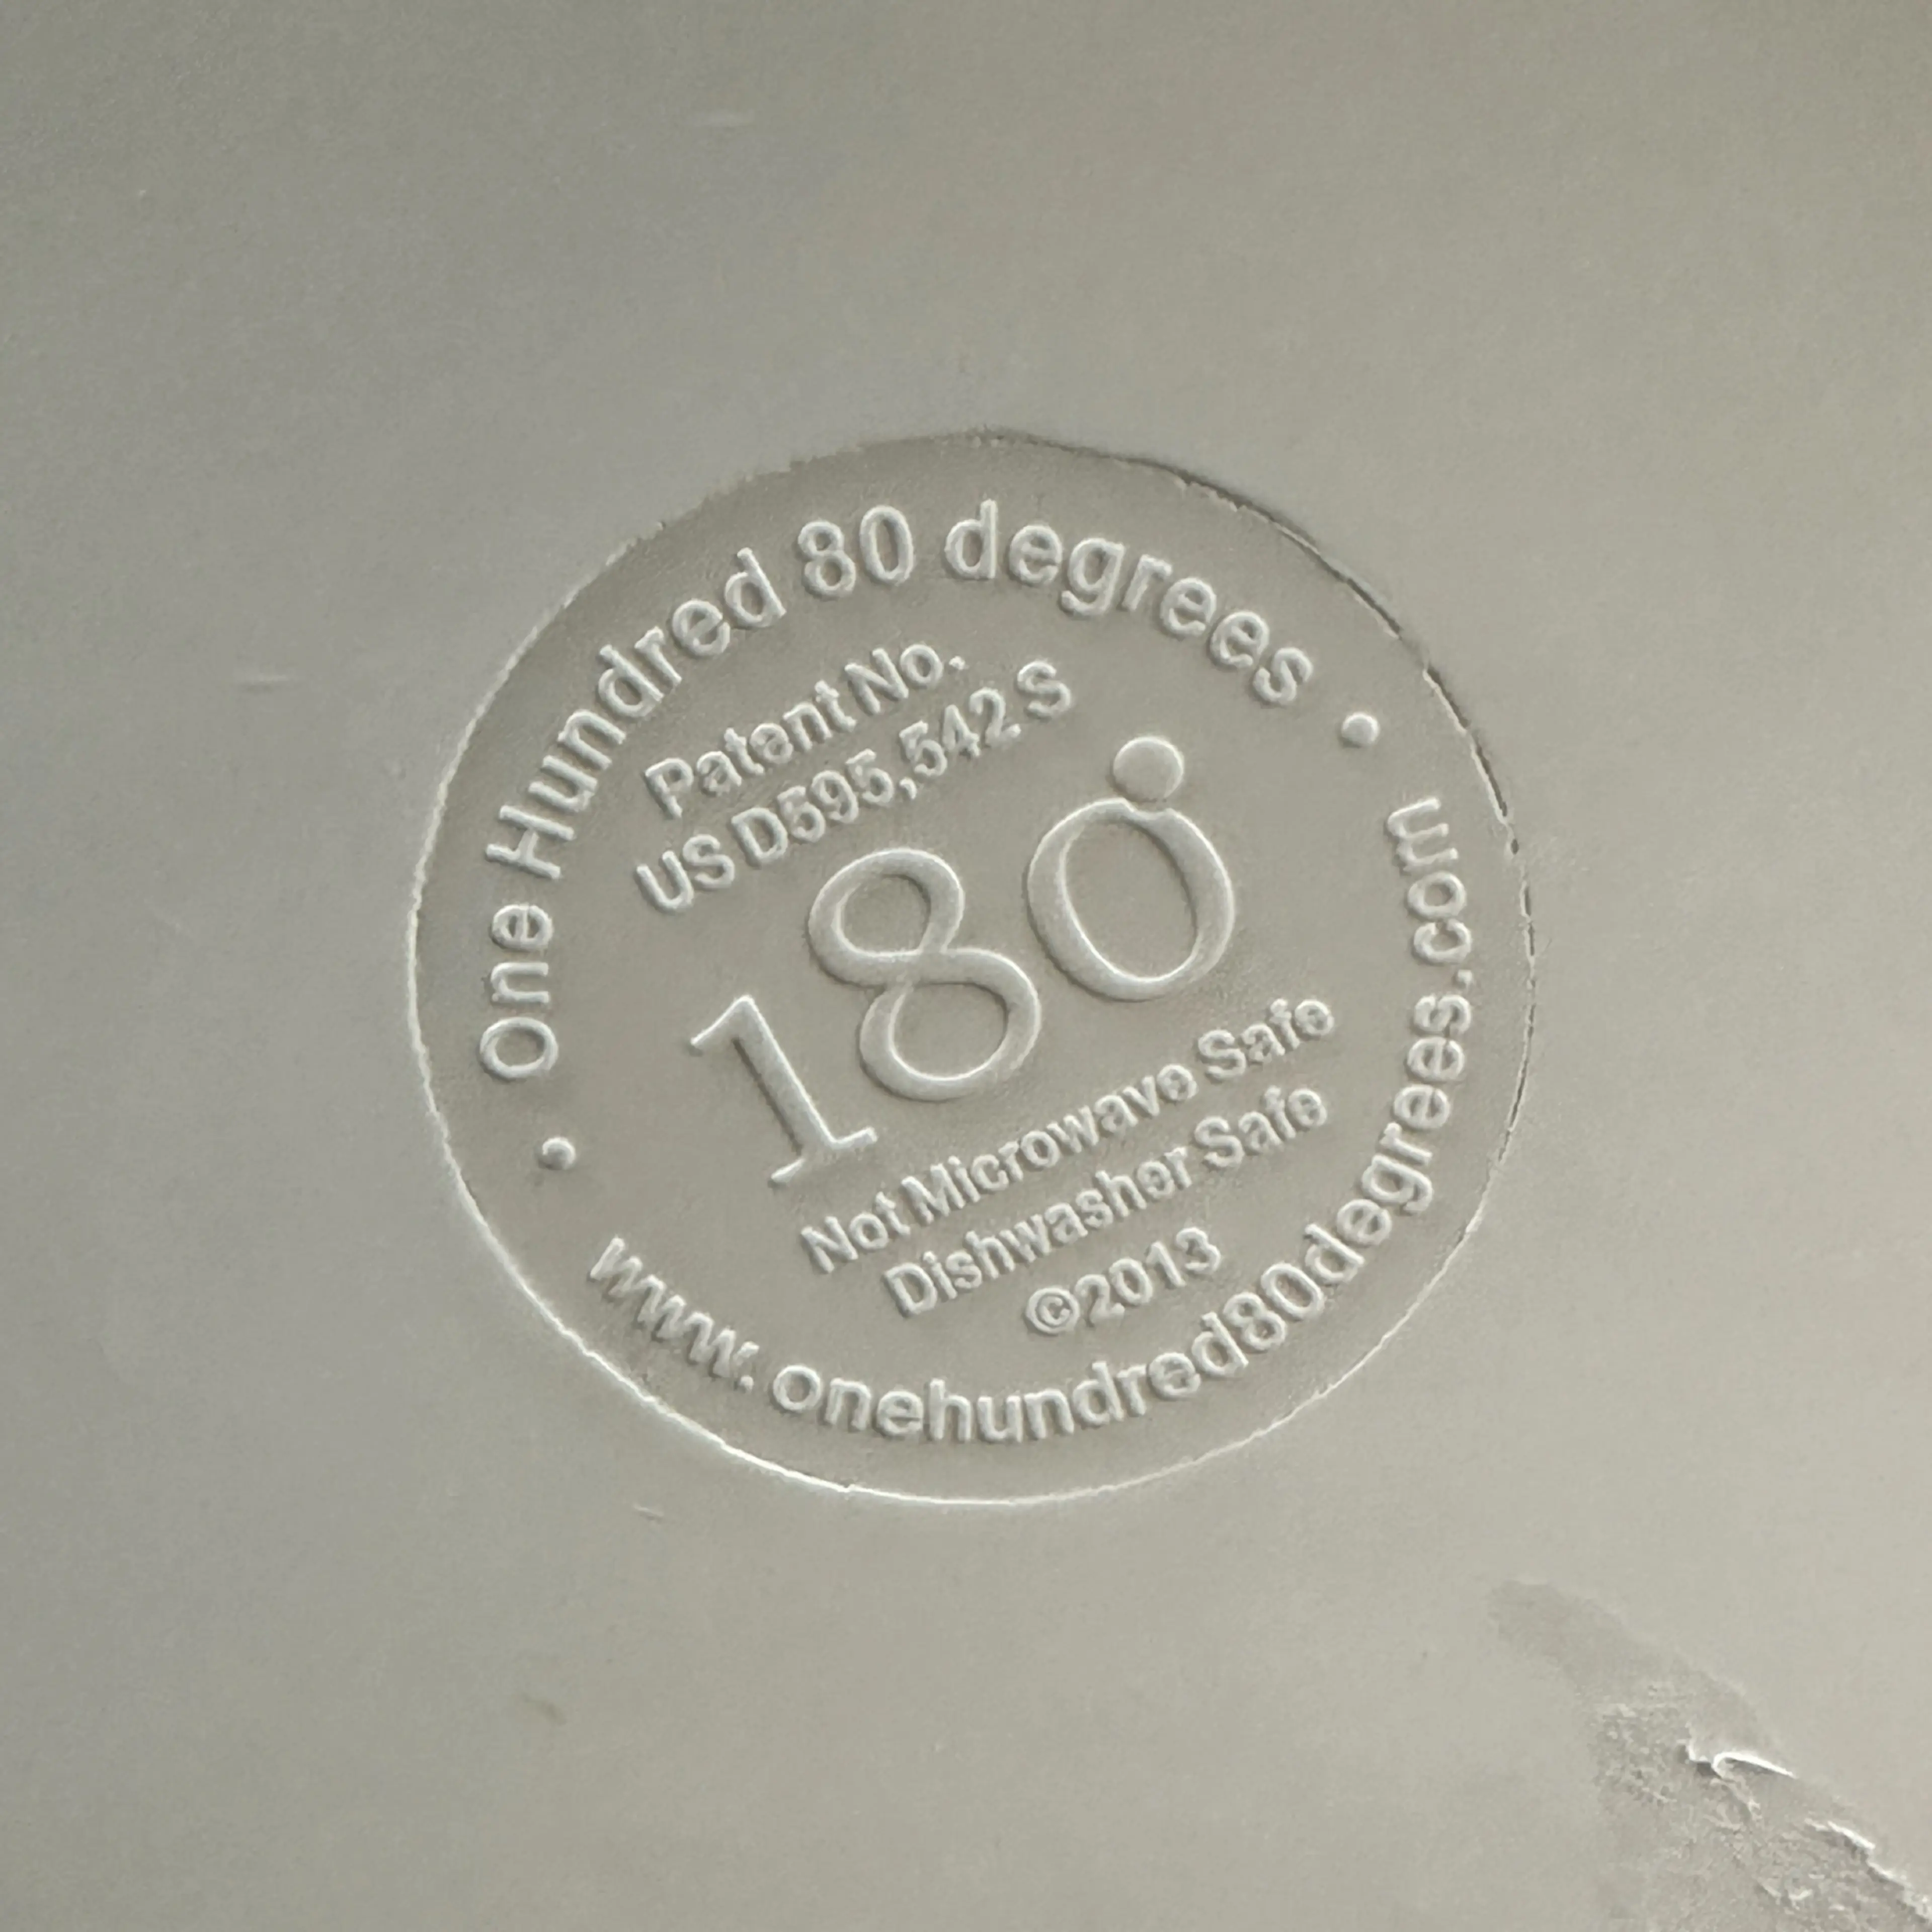 • One Hundred 80 degrees •
Patent No.
US D595,542 S
180°
Not Microwave Safe
Dishwasher Safe
©2013
www.onehundred80degrees.com